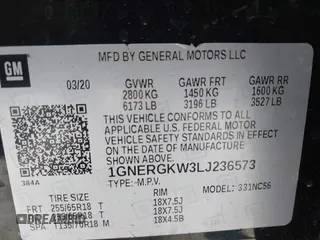 GM
MFD BY GENERAL MOTORS LLC
03/20 GVWR GAWR FRT GAWR RR
2800 KG 1450 KG 1600 KG
6173 LB 3196 LB 3527 LB
THIS VEHICLE CONFORMS TO ALL APPLICABLE
U.S. FEDERAL MOTOR VEHICLE SAFETY
STANDARDS IN EFFECT ON THE DATE OF
MANUFACTURE SHOWN ABOVE.
1GNERGKW3LJ236573
384A
TYPE: M.P.V. MODEL: 331NC56
TIRE SIZE RIM
FRT 255/65R18 T 18X7.5J
18X7.5J
SPA T135/70R18 M 18X4.5B